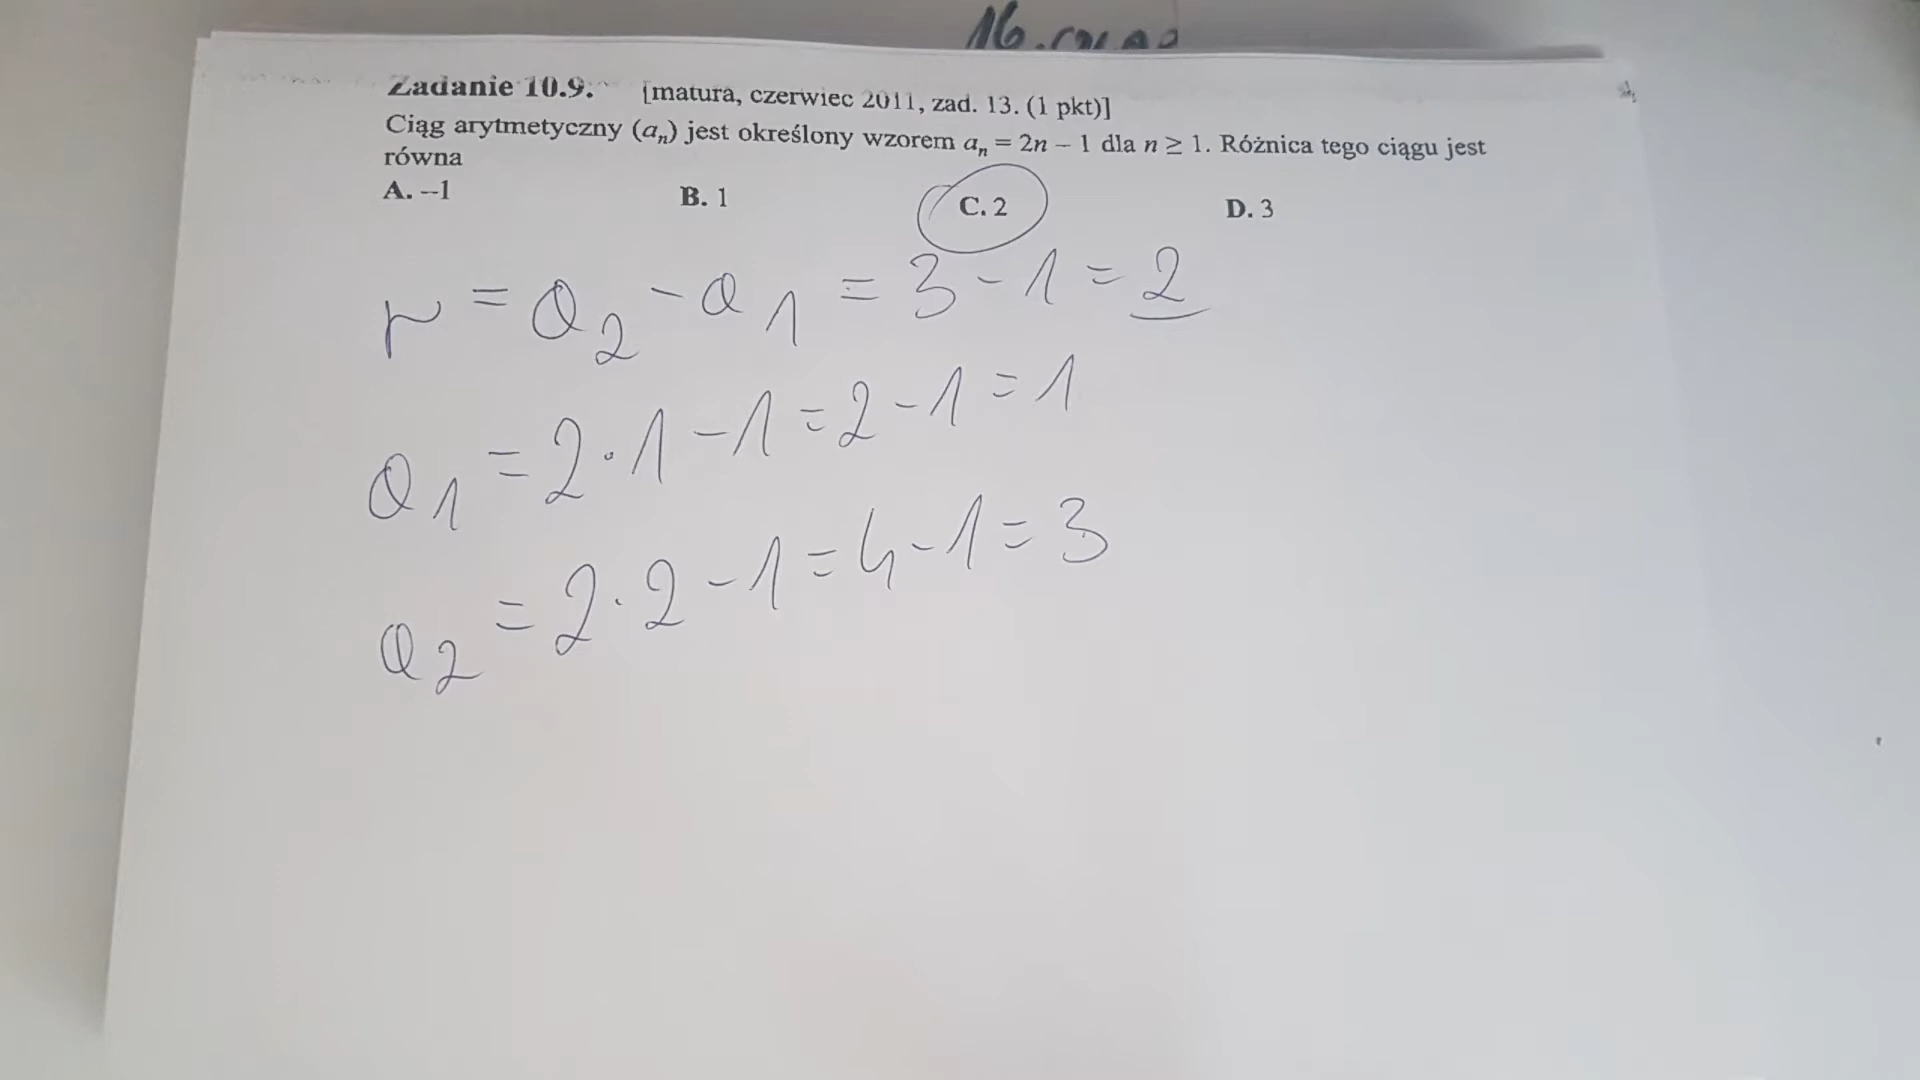 16.
Zadanie 10.9. [matura, czerwiec 2011, zad. 13. (1 pkt)]
Ciąg arytmetyczny (aₙ) jest określony wzorem aₙ = 2n – 1 dla n ≥ 1. Różnica tego ciągu jest
równa
A. –1 B. 1 C. 2 D. 3
r = a₂ - a₁ = 3 - 1 = 2
a₁ = 2 · 1 - 1 = 2 - 1 = 1
a₂ = 2 · 2 - 1 = 4 - 1 = 3